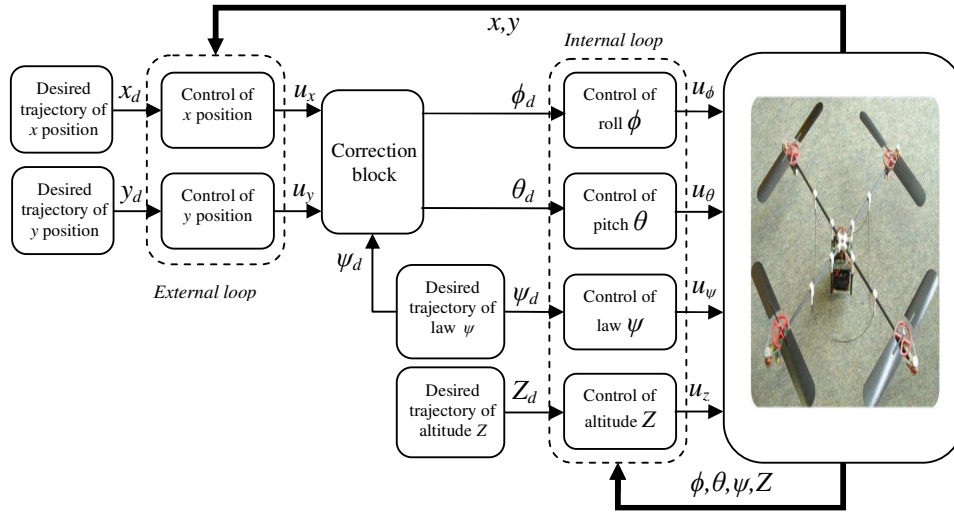 x,y
Internal loop
Desired
trajectory of
x position
x_d
Control of
x position
u_x
Correction
block
ϕ_d
Control of
roll ϕ
u_ϕ
Desired
trajectory of
y position
y_d
Control of
y position
u_y
θ_d
Control of
pitch θ
u_θ
External loop
ψ_d
Desired
trajectory of
law ψ
ψ_d
Control of
law ψ
u_ψ
Desired
trajectory of
altitude Z
Z_d
Control of
altitude Z
u_z
ϕ,θ,ψ,Z